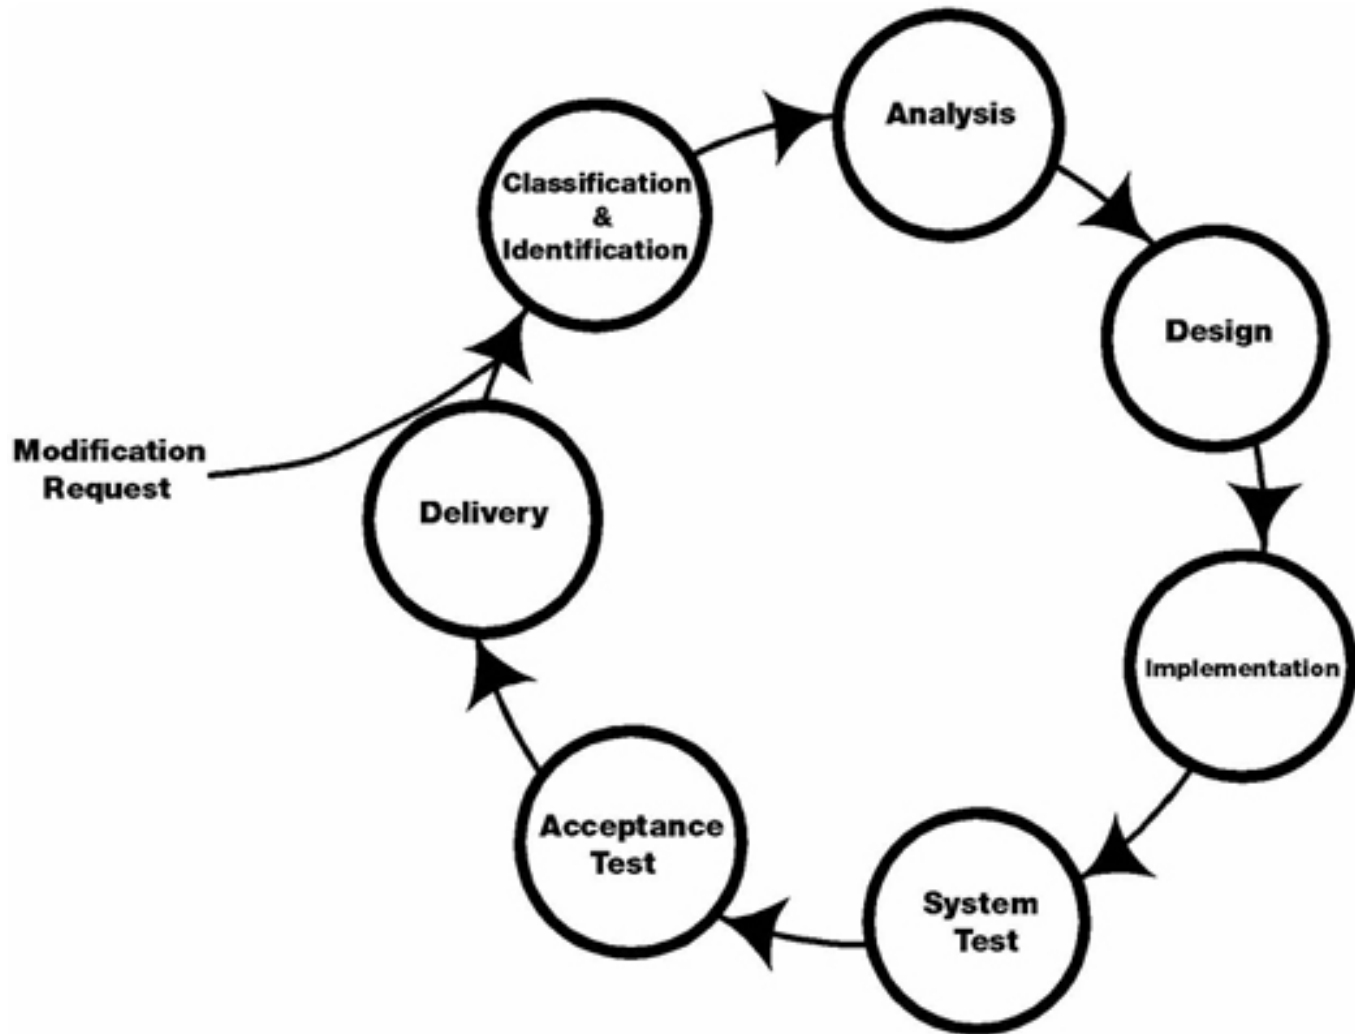 Modification
Request
Classification
&
Identification
Analysis
Design
Implementation
System
Test
Acceptance
Test
Delivery